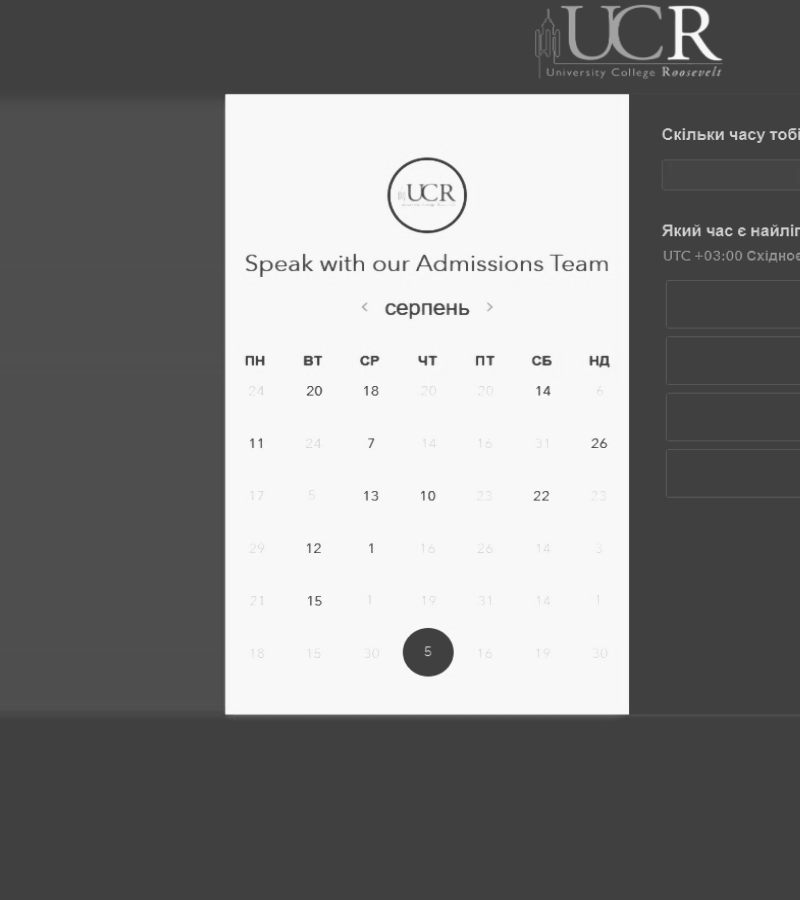 UCR
University College Roosevelt
UCR
Speak with our Admissions Team
< серпень >
ПН ВТ СР ЧТ ПТ СБ НД
24 20 18 20 20 14 6
11 24 7 14 16 31 26
17 5 13 10 23 22 23
29 12 1 16 26 14 3
21 15 1 19 31 14 1
18 15 30 5 16 19 30
Скільки часу тобі
Який час є найліп
UTC +03:00 Східноє